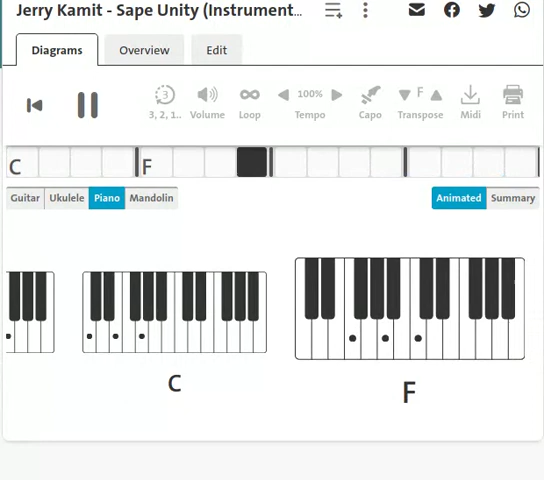 Jerry Kamit - Sape Unity (Instrument...
Diagrams Overview Edit
3
3, 2, 1.. Volume Loop 100% Tempo Capo F Transpose Midi Print
C F
Guitar Ukulele Piano Mandolin Animated Summary
C F